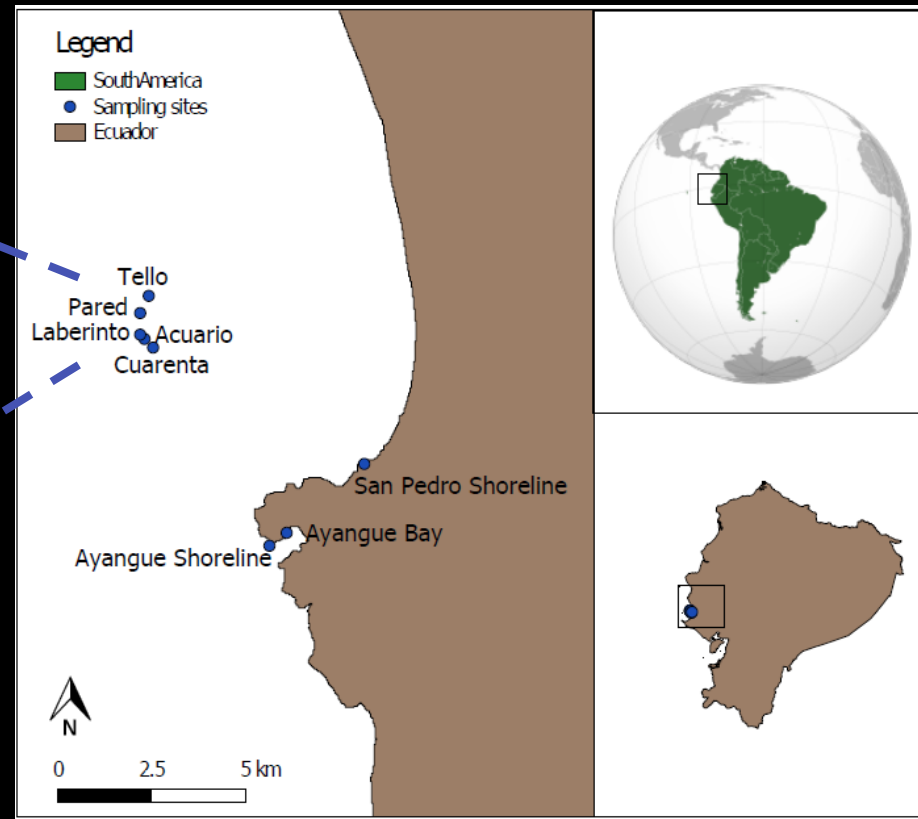 Legend
SouthAmerica
Sampling sites
Ecuador
Tello
Pared
Laberinto
Acuario
Cuarenta
San Pedro Shoreline
Ayangue Bay
Ayangue Shoreline
N
0 2.5 5 km